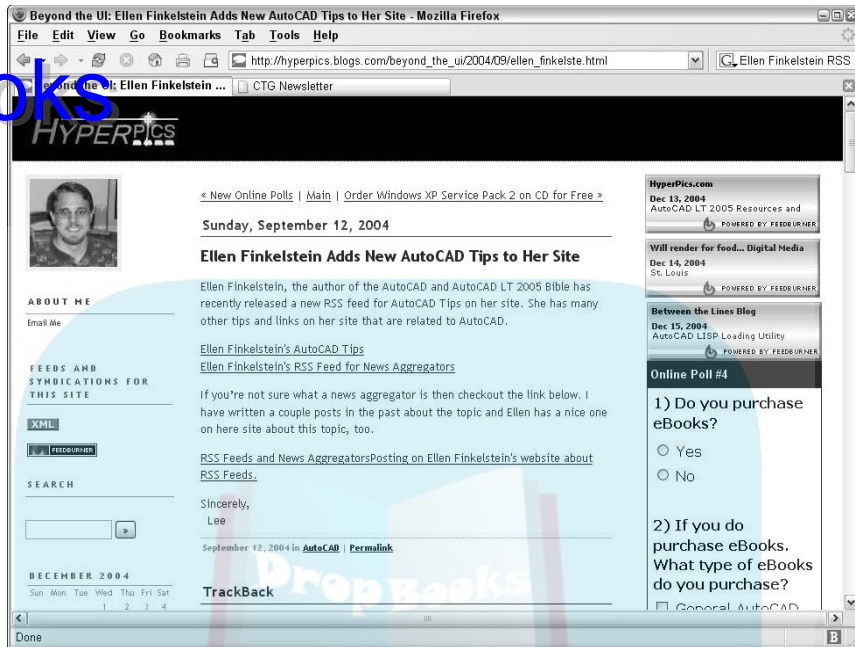 Beyond the UI: Ellen Finkelstein Adds New AutoCAD Tips to Her Site - Mozilla Firefox
File Edit View Go Bookmarks Tab Tools Help
http://hyperpics.blogs.com/beyond_the_ui/2004/09/ellen_finkelste.html
Ellen Finkelstein RSS
oks
Beyond the UI: Ellen Finkelstein ...
CTG Newsletter
HYPERPICS
« New Online Polls | Main | Order Windows XP Service Pack 2 on CD for Free »
Sunday, September 12, 2004
Ellen Finkelstein Adds New AutoCAD Tips to Her Site
Ellen Finkelstein, the author of the AutoCAD and AutoCAD LT 2005 Bible has
recently released a new RSS feed for AutoCAD Tips on her site. She has many
other tips and links on her site that are related to AutoCAD.
Ellen Finkelstein's AutoCAD Tips
Ellen Finkelstein's RSS Feed for News Aggregators
If you're not sure what a news aggregator is then checkout the link below. I
have written a couple posts in the past about the topic and Ellen has a nice one
on here site about this topic, too.
RSS Feeds and News AggregatorsPosting on Ellen Finkelstein's website about
RSS Feeds.
Sincerely,
Lee
September 12, 2004 in AutoCAD | Permalink
TrackBack
ABOUT ME
Email Me
FEEDS AND
SYNDICATIONS FOR
THIS SITE
XML
FEEDBURNER
SEARCH
»
DECEMBER 2004
Sun Mon Tue Wed Thu Fri Sat
1 2 3 4
HyperPics.com
Dec 13, 2004
AutoCAD LT 2005 Resources and
POWERED BY FEEDBURNER
Will render for food... Digital Media
Dec 14, 2004
St. Louis
POWERED BY FEEDBURNER
Between the Lines Blog
Dec 15, 2004
AutoCAD LISP Loading Utility
POWERED BY FEEDBURNER
Online Poll #4
1) Do you purchase
eBooks?
Yes
No
2) If you do
purchase eBooks.
What type of eBooks
do you purchase?
General AutoCAD
DropBooks
Done
B